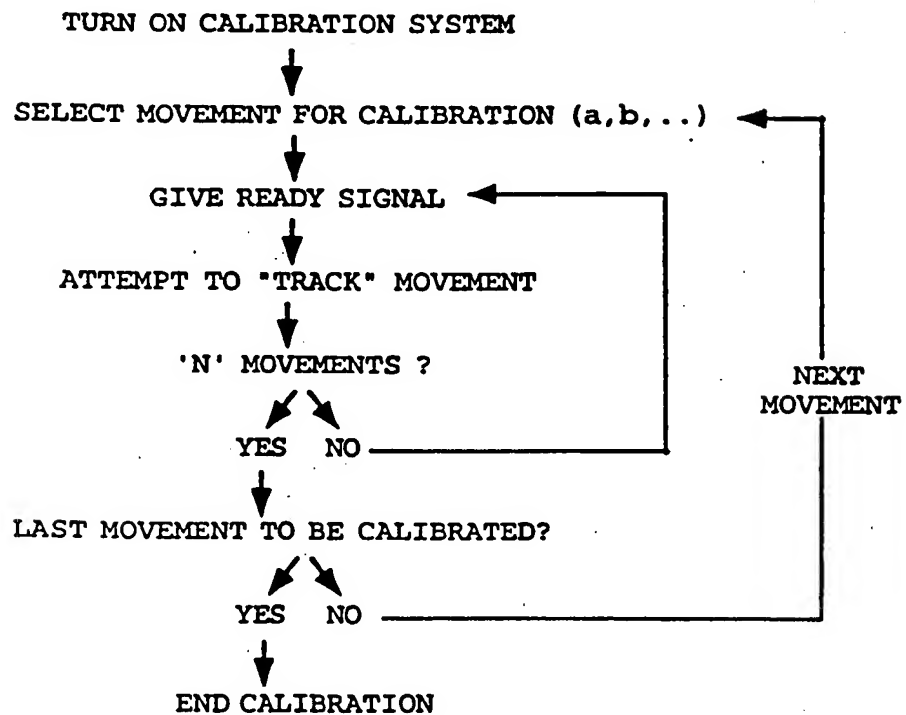 TURN ON CALIBRATION SYSTEM
SELECT MOVEMENT FOR CALIBRATION (a,b,..)
GIVE READY SIGNAL
ATTEMPT TO "TRACK" MOVEMENT
'N' MOVEMENTS ?
NEXT
MOVEMENT
YES NO
LAST MOVEMENT TO BE CALIBRATED?
YES NO
END CALIBRATION